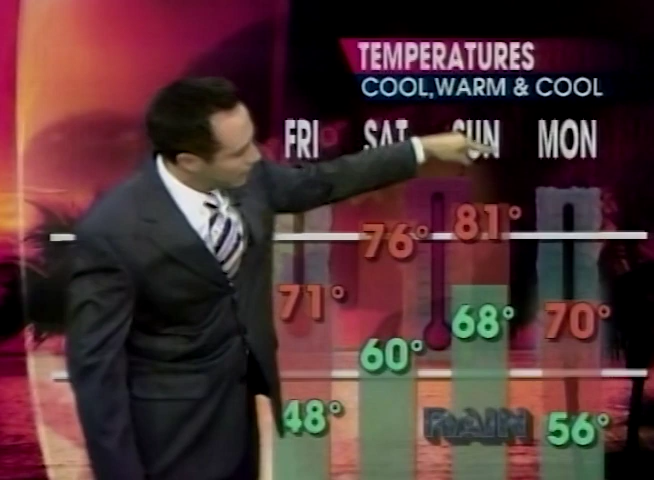 TEMPERATURES
COOL, WARM & COOL
FRI SAT SUN MON
71° 76° 81° 70°
48° 60° 68° 56°
RAIN